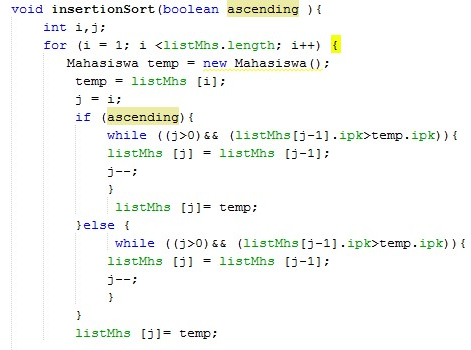 void insertionSort(boolean ascending ){
int i,j;
for (i = 1; i <listMhs.length; i++) {
Mahasiswa temp = new Mahasiswa();
temp = listMhs [i];
j = i;
if (ascending){
while ((j>0)&& (listMhs[j-1].ipk>temp.ipk)){
listMhs [j] = listMhs [j-1];
j--;
}
listMhs [j]= temp;
}else {
while ((j>0)&& (listMhs[j-1].ipk>temp.ipk){
listMhs [j] = listMhs [j-1];
j--;
}
}
listMhs [j]= temp;